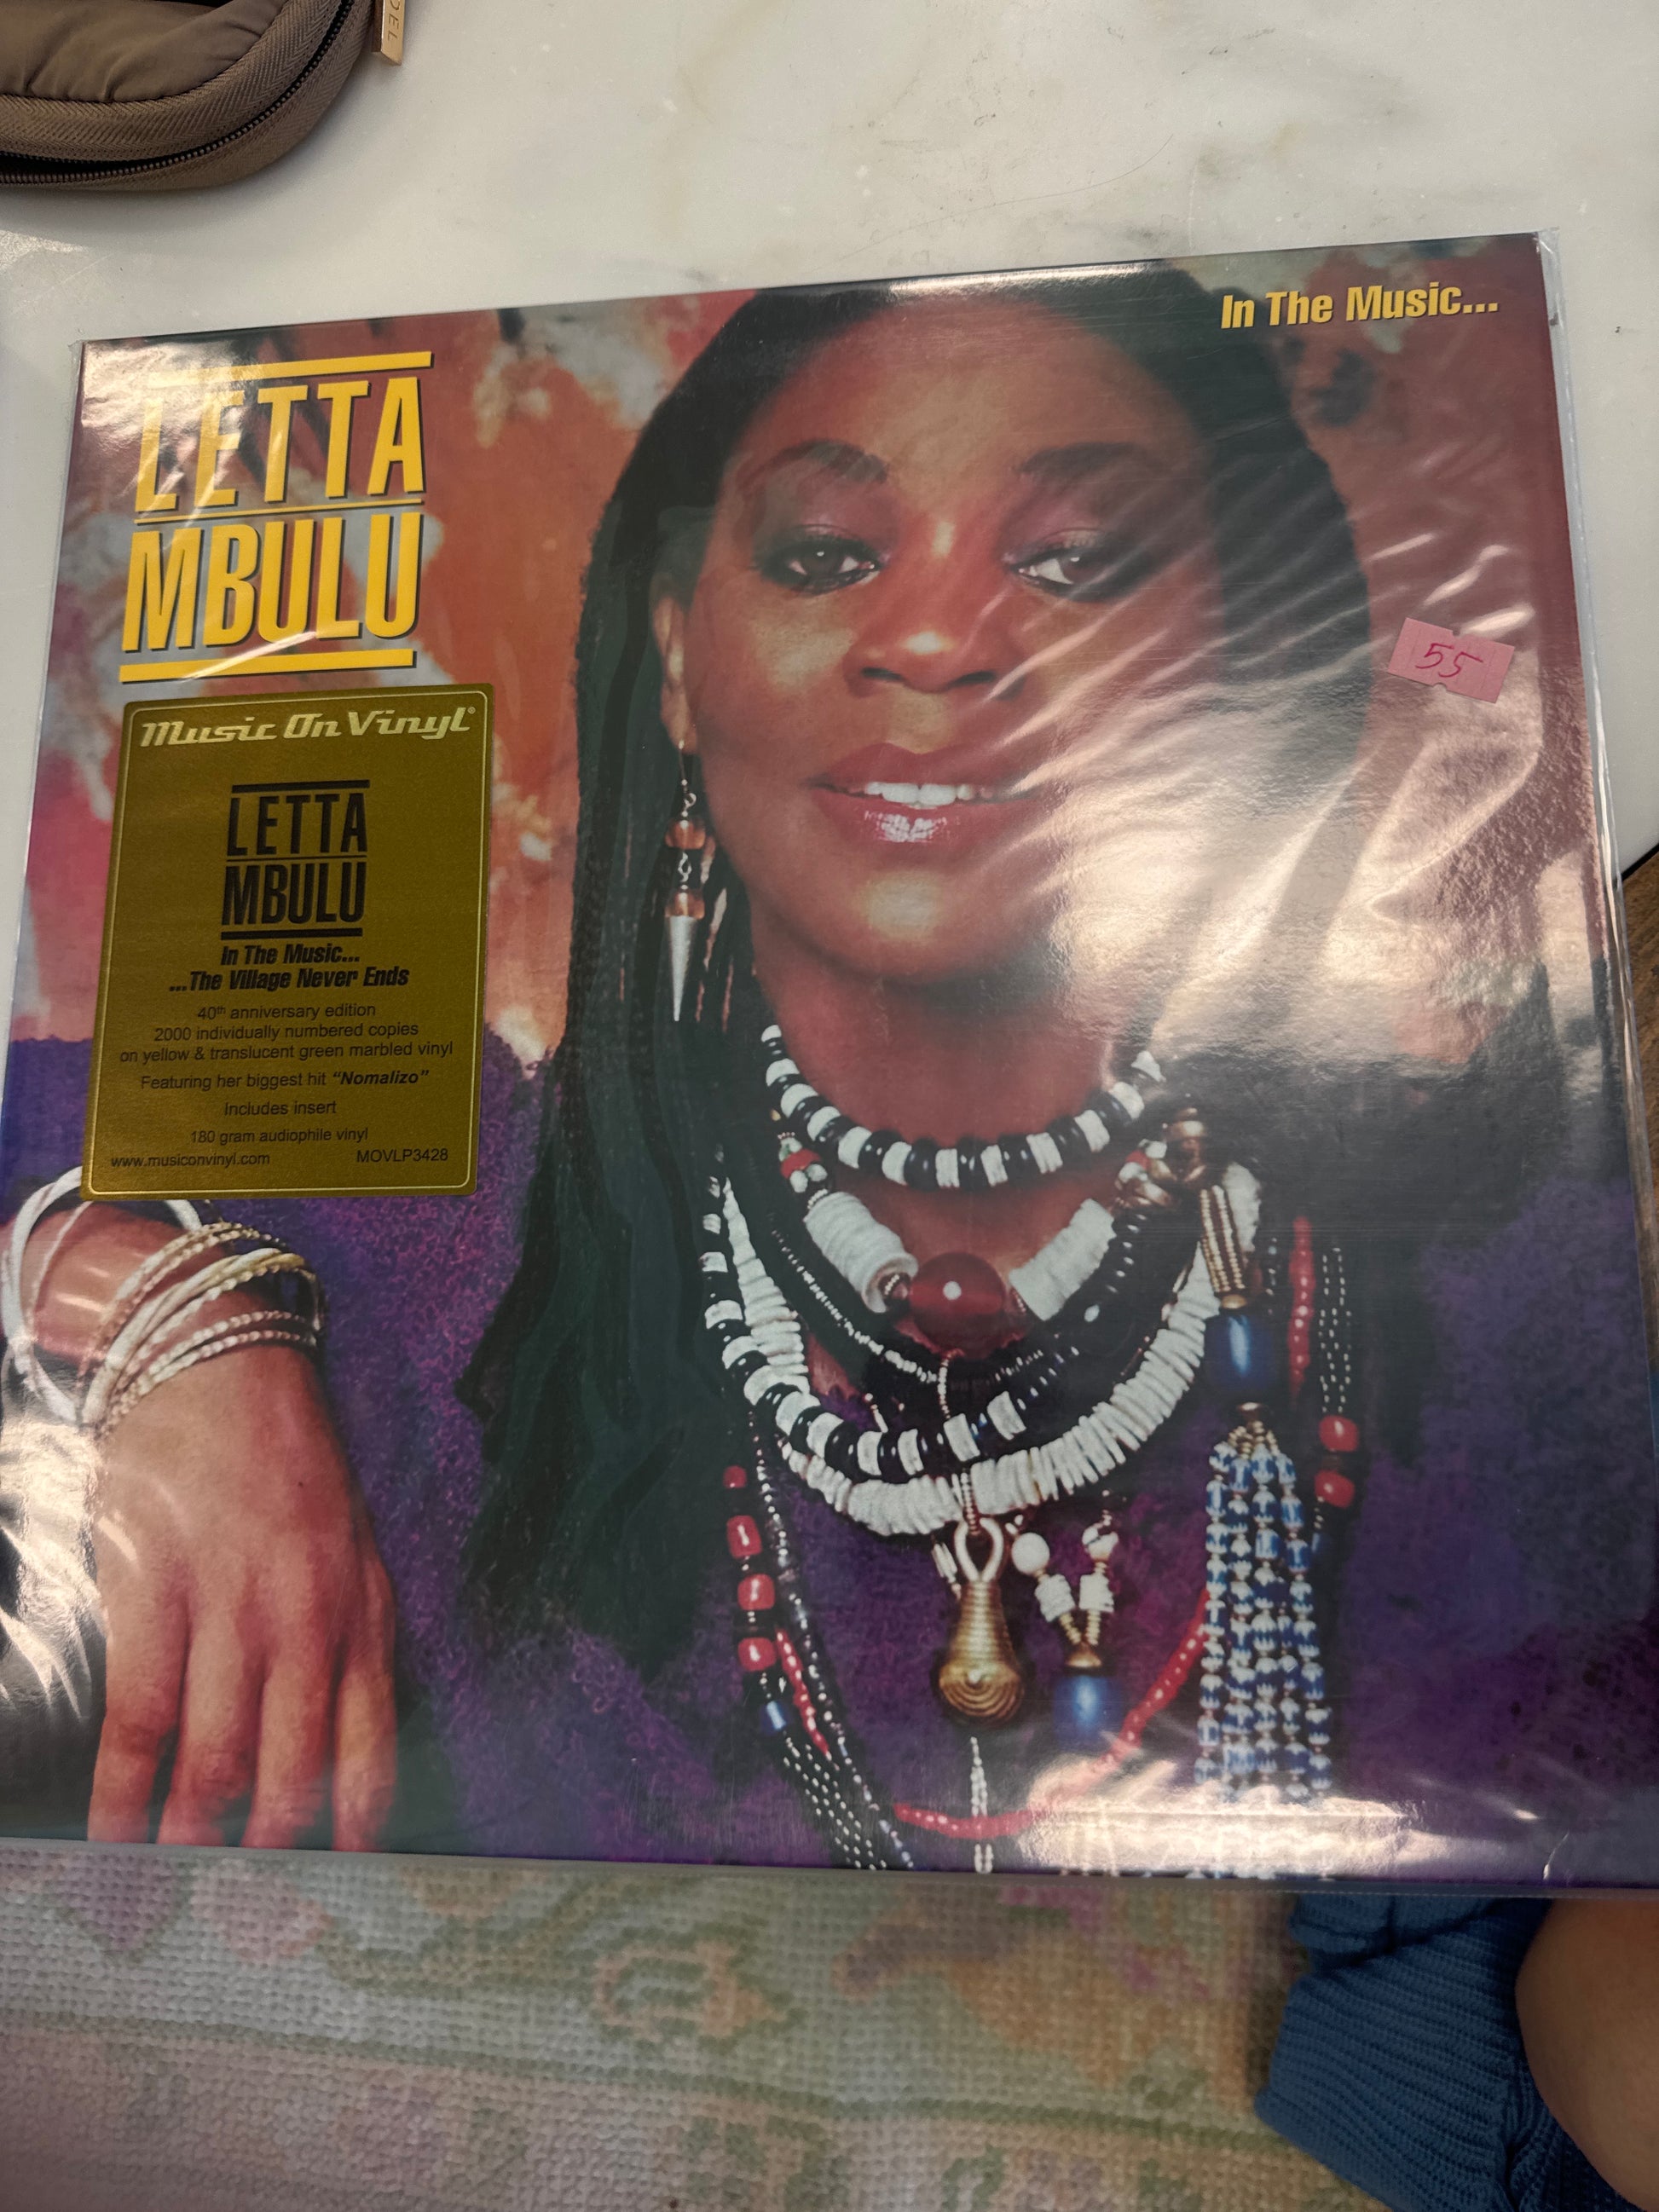 DEL
In The Music...
LETTA
MBULU
55
Music On Vinyl®
LETTA
MBULU
In The Music...
...The Village Never Ends
40th anniversary edition
2000 individually numbered copies
on yellow & translucent green marbled vinyl
Featuring her biggest hit "Nomalizo"
Includes insert
180 gram audiophile vinyl
www.musiconvinyl.com MOVLP3428